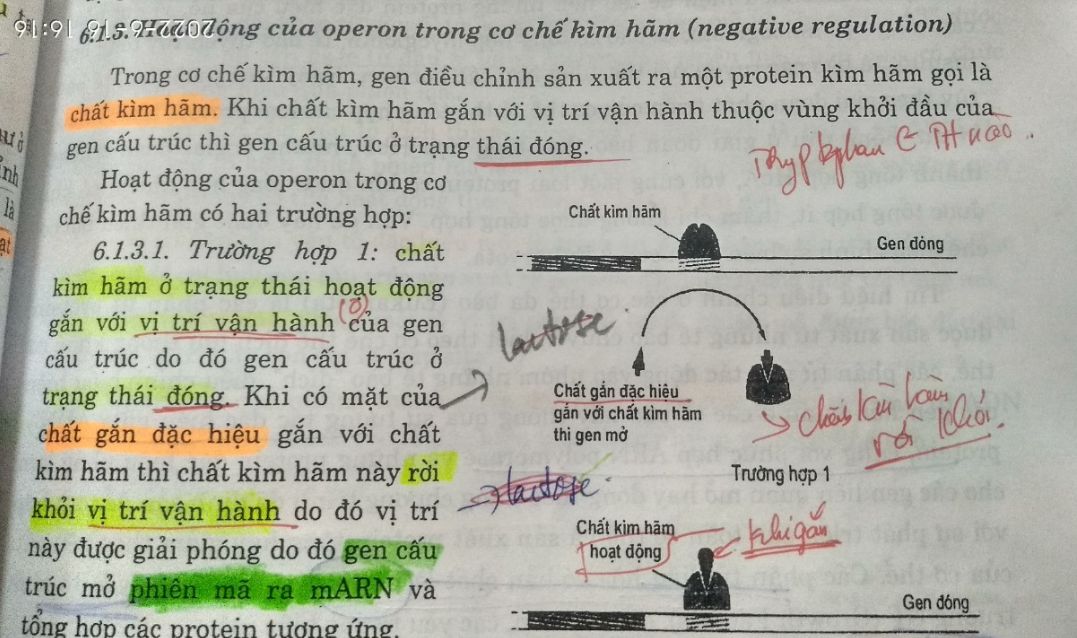 6.1.5. Hoạt động của operon trong cơ chế kìm hãm (negative regulation)
Trong cơ chế kìm hãm, gen điều chỉnh sản xuất ra một protein kìm hãm gọi là
chất kìm hãm. Khi chất kìm hãm gắn với vị trí vận hành thuộc vùng khởi đầu của
gen cấu trúc thì gen cấu trúc ở trạng thái đóng.
Hoạt động của operon trong cơ
chế kìm hãm có hai trường hợp:
6.1.3.1. Trường hợp 1: chất
kìm hãm ở trạng thái hoạt động
gắn với vị trí vận hành (O) của gen
cấu trúc do đó gen cấu trúc ở
trạng thái đóng. Khi có mặt của
chất gắn đặc hiệu gắn với chất
kìm hãm thì chất kìm hãm này rời
khỏi vị trí vận hành do đó vị trí
này được giải phóng do đó gen cấu
trúc mở phiên mã ra mARN và
tổng hợp các protein tương ứng.
lactose
lactose
Chất kìm hãm
Gen đóng
Chất gắn đặc hiệu
gắn với chất kìm hãm
thì gen mở
chất kìm hãm
rời khỏi.
Trường hợp 1
Chất kìm hãm
hoạt động
khi gắn
Gen đóng